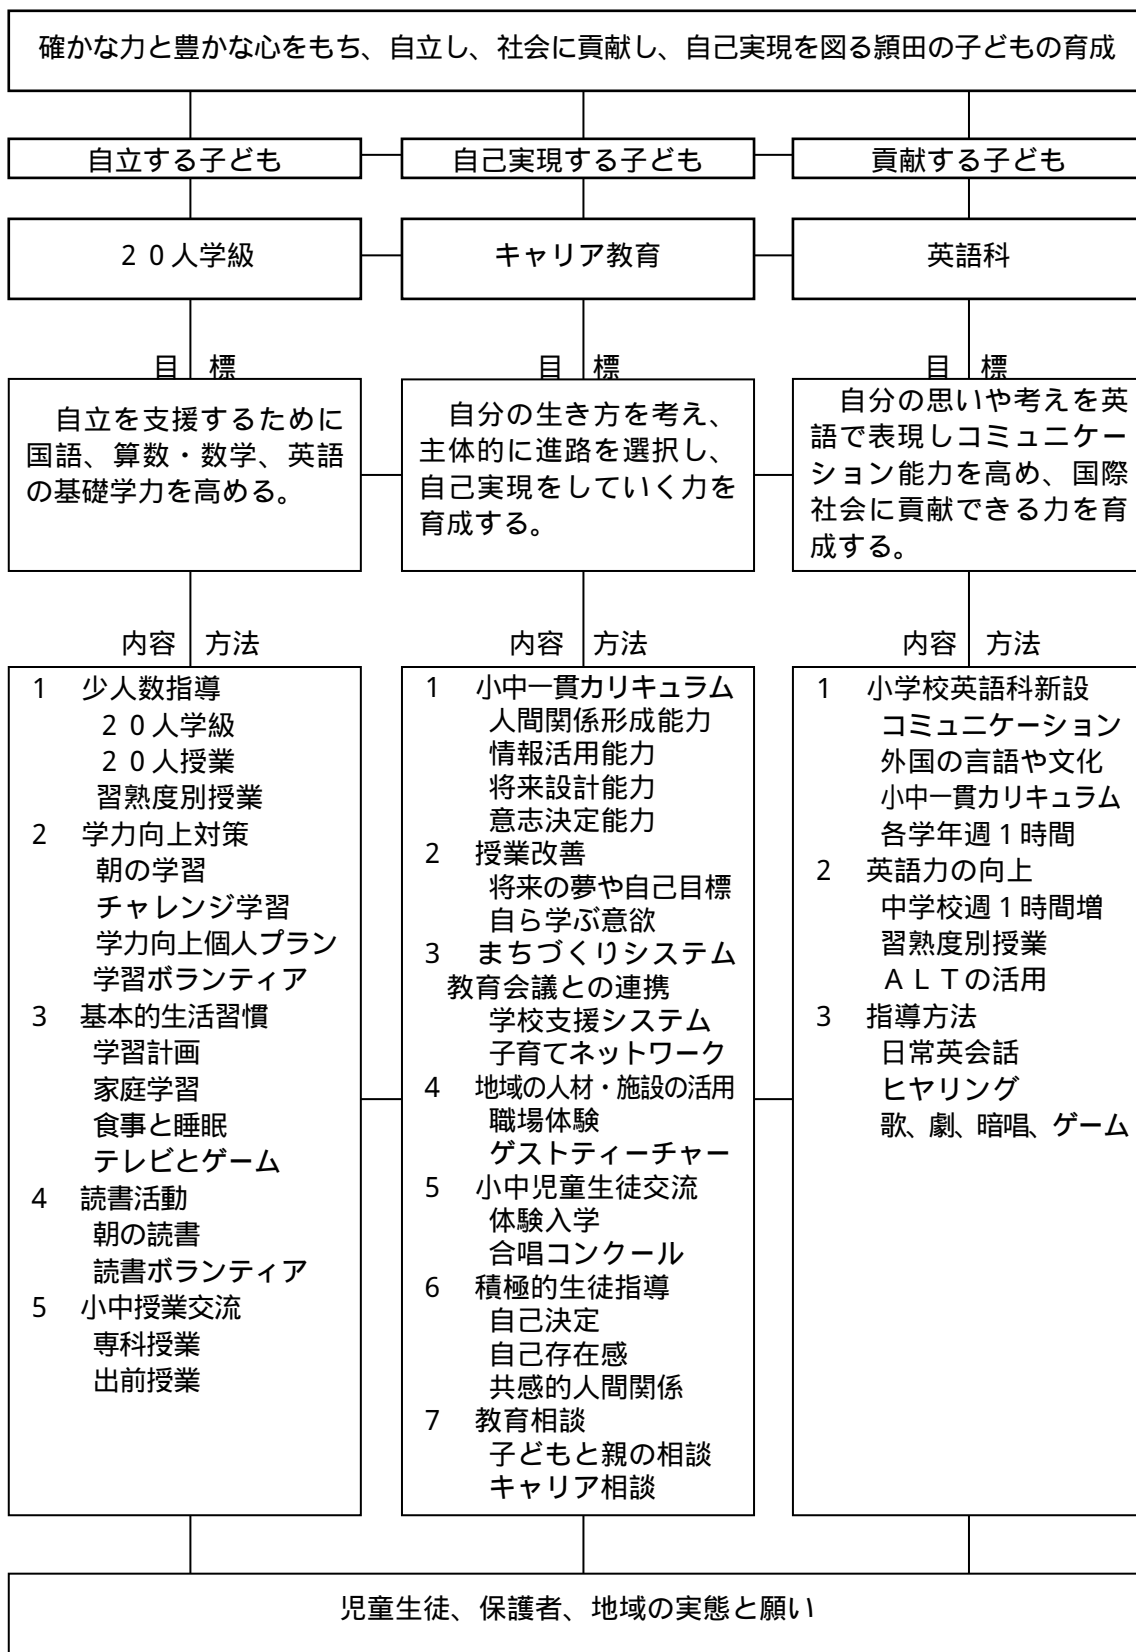 確かな力と豊かな心をもち、自立し、社会に貢献し、自己実現を図る頴田の子どもの育成
自立する子ども
自己実現する子ども
貢献する子ども
20人学級
キャリア教育
英語科
目標
自立を支援するために
国語、算数・数学、英語
の基礎学力を高める。
目標
自分の生き方を考え、
主体的に進路を選択し、
自己実現をしていく力を
育成する。
目標
自分の思いや考えを英
語で表現しコミュニケー
ション能力を高め、国際
社会に貢献できる力を育
成する。
内容 方法
1 少人数指導
20人学級
20人授業
習熟度別授業
2 学力向上対策
朝の学習
チャレンジ学習
学力向上個人プラン
学習ボランティア
3 基本的生活習慣
学習計画
家庭学習
食事と睡眠
テレビとゲーム
4 読書活動
朝の読書
読書ボランティア
5 小中授業交流
専科授業
出前授業
内容 方法
1 小中一貫カリキュラム
人間関係形成能力
情報活用能力
将来設計能力
意志決定能力
2 授業改善
将来の夢や自己目標
自ら学ぶ意欲
3 まちづくりシステム
教育会議との連携
学校支援システム
子育てネットワーク
4 地域の人材・施設の活用
職場体験
ゲストティーチャー
5 小中児童生徒交流
体験入学
合唱コンクール
6 積極的生徒指導
自己決定
自己存在感
共感的人間関係
7 教育相談
子どもと親の相談
キャリア相談
内容 方法
1 小学校英語科新設
コミュニケーション
外国の言語や文化
小中一貫カリキュラム
各学年週1時間
2 英語力の向上
中学校週1時間増
習熟度別授業
ALTの活用
3 指導方法
日常英会話
ヒヤリング
歌、劇、暗唱、ゲーム
児童生徒、保護者、地域の実態と願い